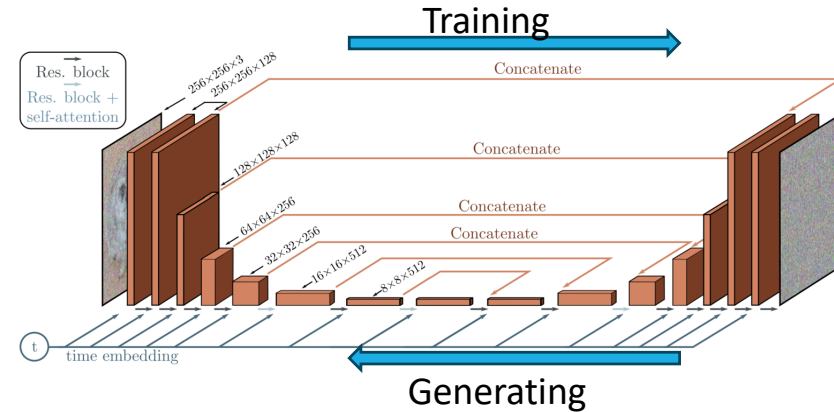 Training
Res. block
Res. block +
self-attention
256×256×3
256×256×128
Concatenate
128×128×128
Concatenate
64×64×256
Concatenate
32×32×256
Concatenate
16×16×512
8×8×512
t
time embedding
Generating